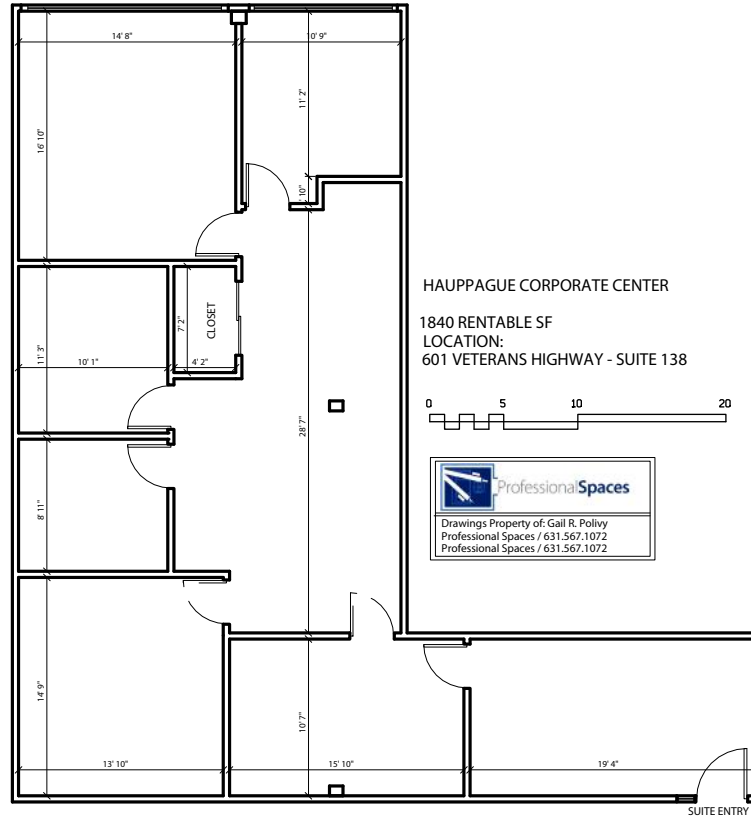 14' 8"
10' 9"
11' 2"
16' 10"
10"
HAUPPAGUE CORPORATE CENTER
1840 RENTABLE SF
LOCATION:
601 VETERANS HIGHWAY - SUITE 138
7' 2"
CLOSET
11' 3"
10' 1"
4' 2"
0 5 10 20
28' 7"
ProfessionalSpaces
Drawings Property of: Gail R. Polivy
Professional Spaces / 631.567.1072
Professional Spaces / 631.567.1072
8' 11"
14' 9"
10' 7"
13' 10"
15' 10"
19' 4"
SUITE ENTRY